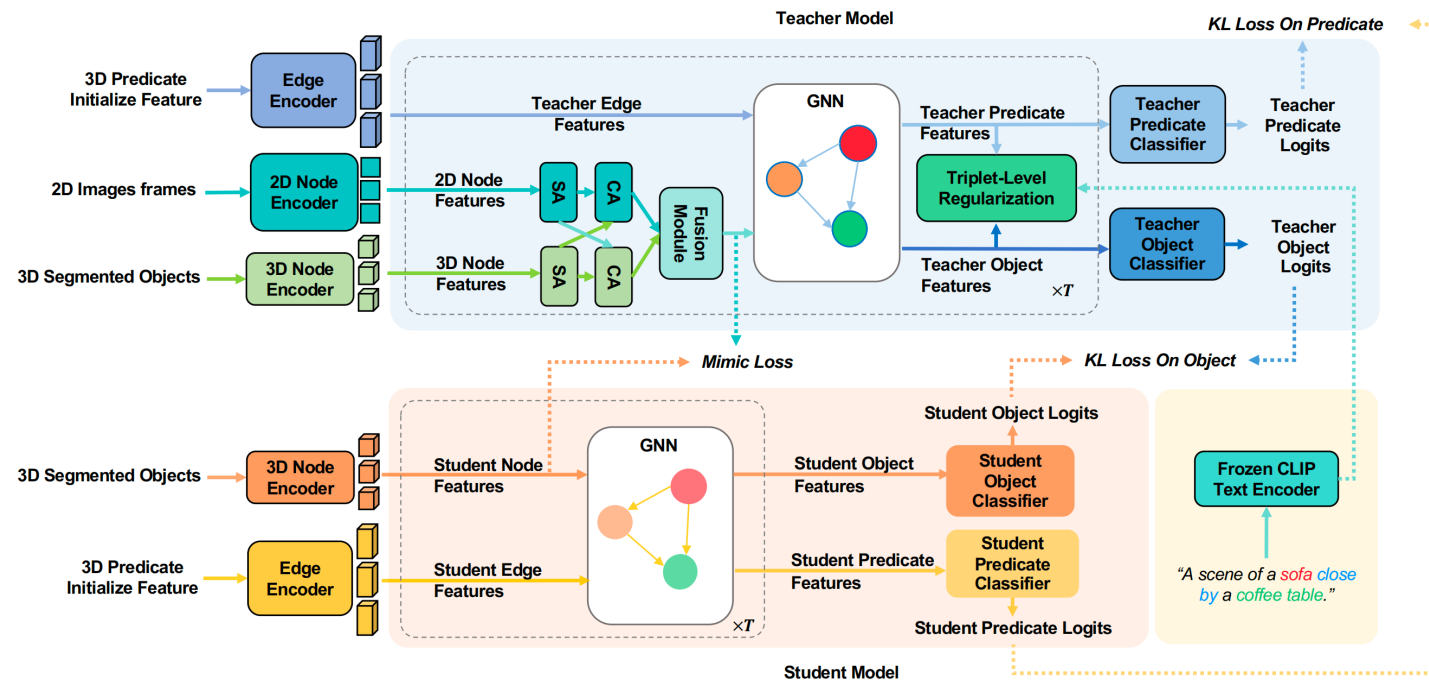 Teacher Model
KL Loss On Predicate
3D Predicate
Initialize Feature
Edge
Encoder
Teacher Edge
Features
GNN
Teacher Predicate
Features
Teacher
Predicate
Classifier
Teacher
Predicate
Logits
2D Images frames
2D Node
Encoder
2D Node
Features
SA
CA
Fusion
Module
Triplet-Level
Regularization
3D Segmented Objects
3D Node
Encoder
3D Node
Features
SA
CA
Teacher Object
Features
Teacher
Object
Classifier
Teacher
Object
Logits
×T
Mimic Loss
KL Loss On Object
Student Object Logits
3D Segmented Objects
3D Node
Encoder
Student Node
Features
GNN
Student Object
Features
Student
Object
Classifier
Frozen CLIP
Text Encoder
3D Predicate
Initialize Feature
Edge
Encoder
Student Edge
Features
Student Predicate
Features
Student
Predicate
Classifier
“A scene of a sofa close
by a coffee table.”
×T
Student Predicate Logits
Student Model